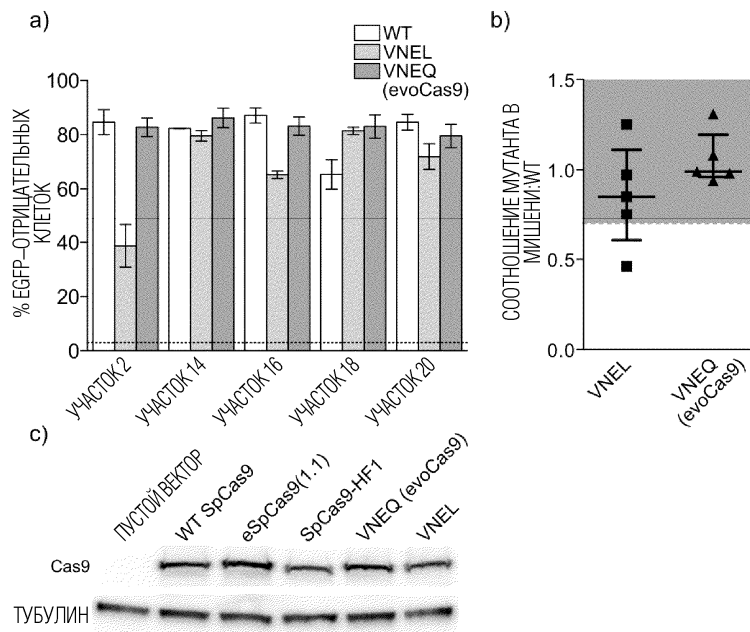 a)
WT
VNEL
VNEQ
(evoCas9)
% EGFP–ОТРИЦАТЕЛЬНЫХ
КЛЕТОК
100
80
60
40
80
0
УЧАСТОК 2
УЧАСТОК 14
УЧАСТОК 16
УЧАСТОК 18
УЧАСТОК 20
b)
СООТНОШЕНИЕ МУТАНТА В
МИШЕНИ:WT
1.5
1.0
0.5
0.0
VNEL
VNEQ
(evoCas9)
c)
ПУСТОЙ ВЕКТОР
WT SpCas9
eSpCas9(1.1)
SpCas9-HF1
VNEQ (evoCas9)
VNEL
Cas9
ТУБУЛИН